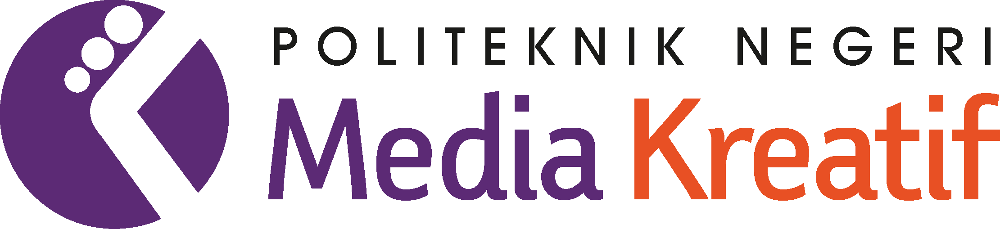 POLITEKNIK NEGERI
Media Kreatif